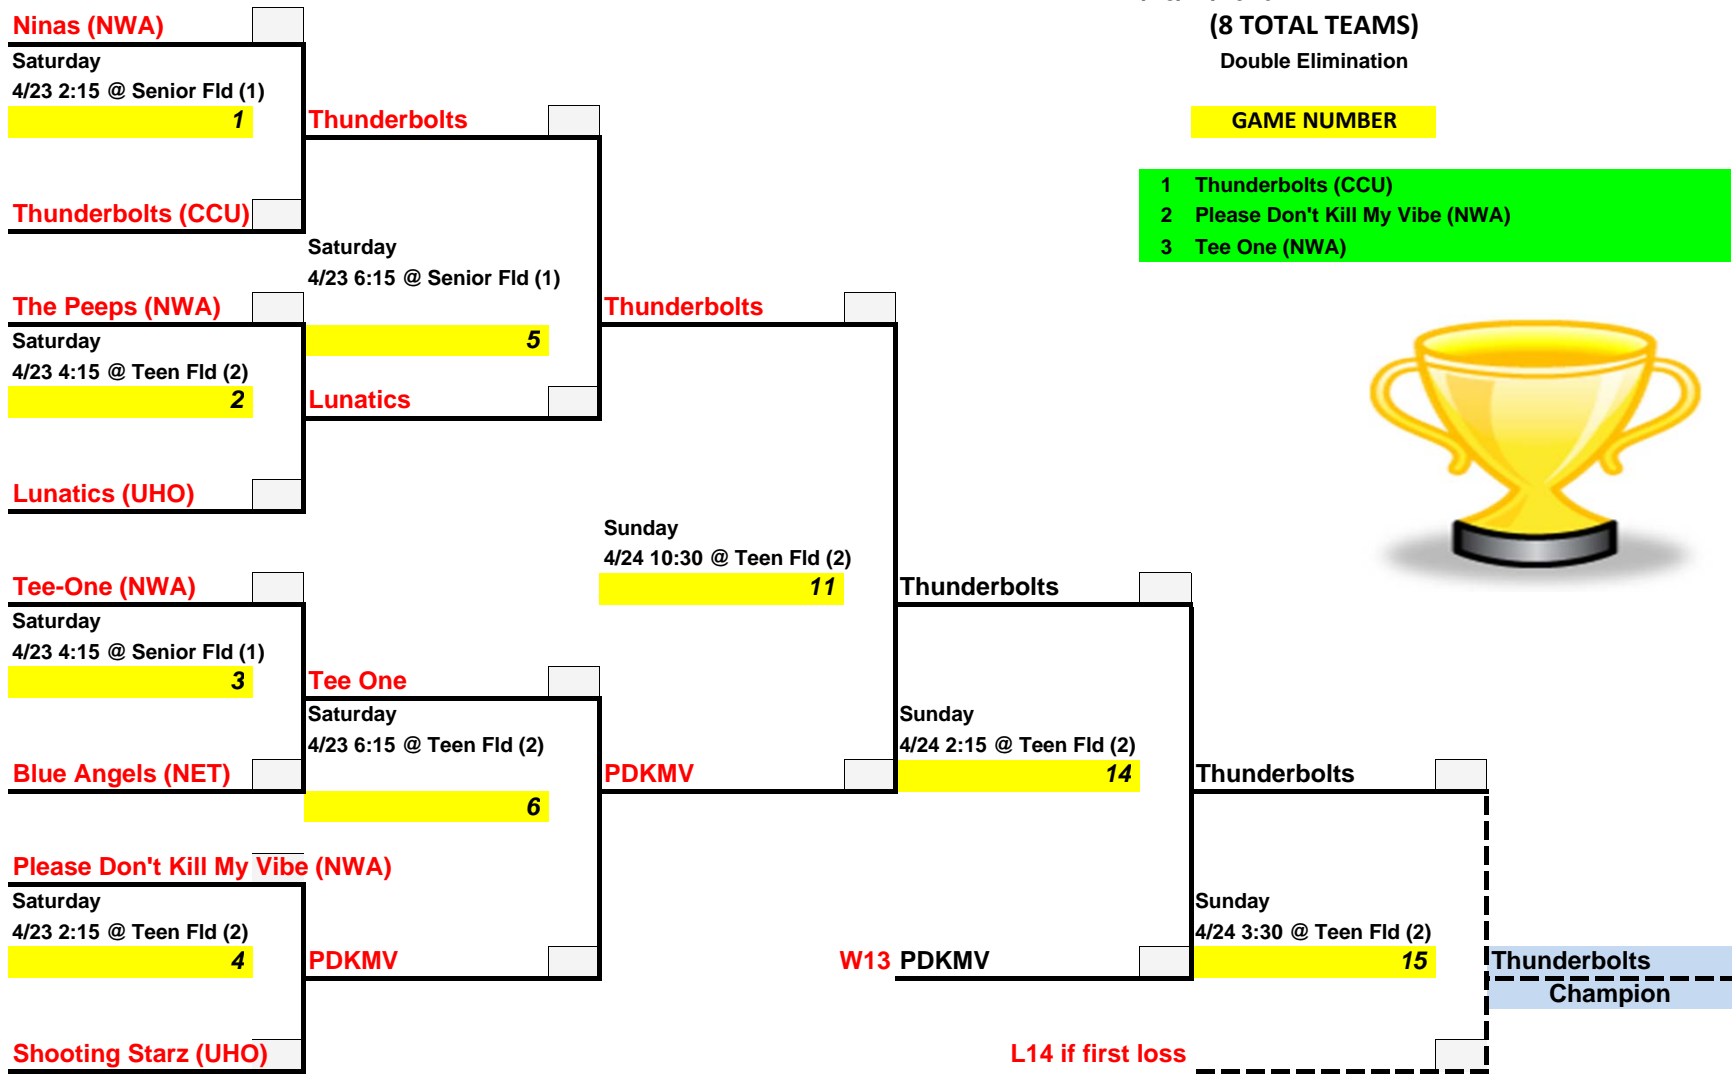 Ninas (NWA)
(8 TOTAL TEAMS)
Saturday
Double Elimination
4/23 2:15 @ Senior Fld (1)
1
Thunderbolts
GAME NUMBER
1 Thunderbolts (CCU)
Thunderbolts (CCU)
2 Please Don't Kill My Vibe (NWA)
Saturday
3 Tee One (NWA)
4/23 6:15 @ Senior Fld (1)
The Peeps (NWA)
Thunderbolts
Saturday
5
4/23 4:15 @ Teen Fld (2)
2
Lunatics
Lunatics (UHO)
Sunday
4/24 10:30 @ Teen Fld (2)
Tee-One (NWA)
11
Thunderbolts
Saturday
4/23 4:15 @ Senior Fld (1)
3
Tee One
Saturday
Sunday
4/23 6:15 @ Teen Fld (2)
4/24 2:15 @ Teen Fld (2)
Blue Angels (NET)
PDKMV
14
Thunderbolts
6
Please Don't Kill My Vibe (NWA)
Saturday
Sunday
4/23 2:15 @ Teen Fld (2)
4/24 3:30 @ Teen Fld (2)
4
PDKMV
W13 PDKMV
15
Thunderbolts
Champion
Shooting Starz (UHO)
L14 if first loss